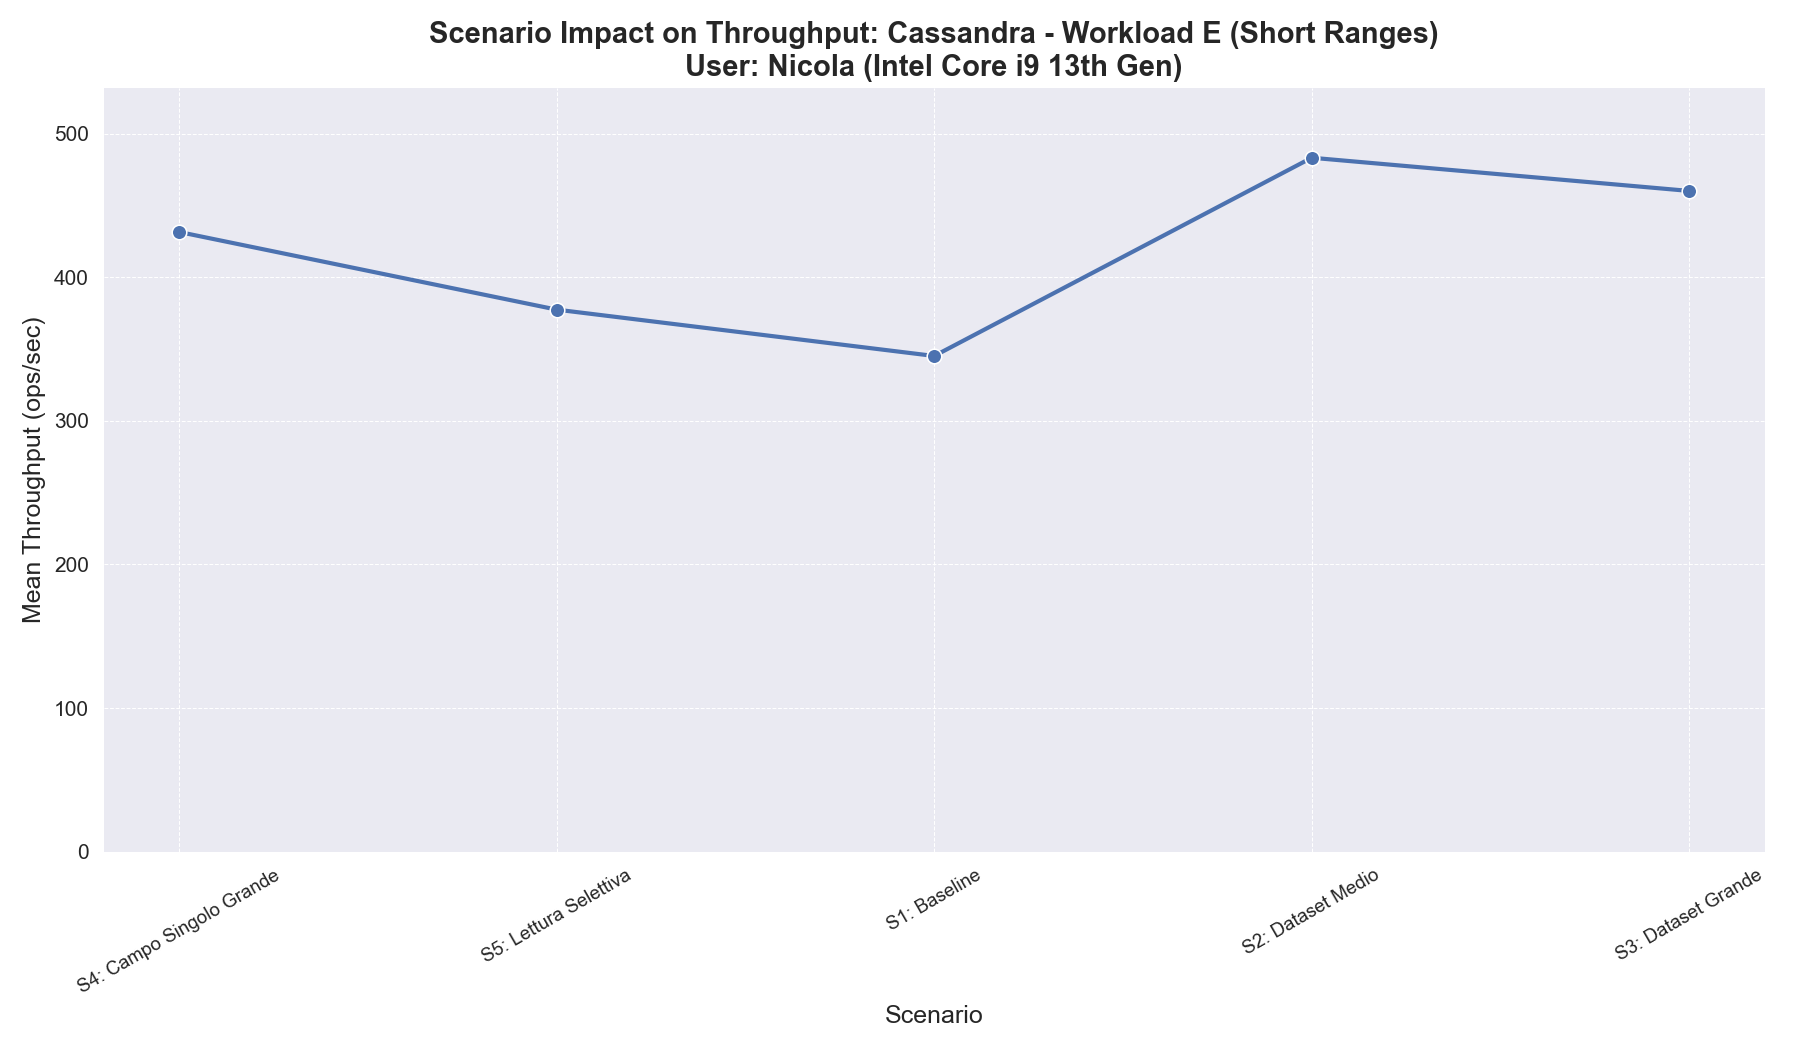 Scenario Impact on Throughput: Cassandra - Workload E (Short Ranges)
User: Nicola (Intel Core i9 13th Gen)
Mean Throughput (ops/sec)
500
400
300
200
100
0
S4: Campo Singolo Grande
S5: Lettura Selettiva
S1: Baseline
S2: Dataset Medio
S3: Dataset Grande
Scenario